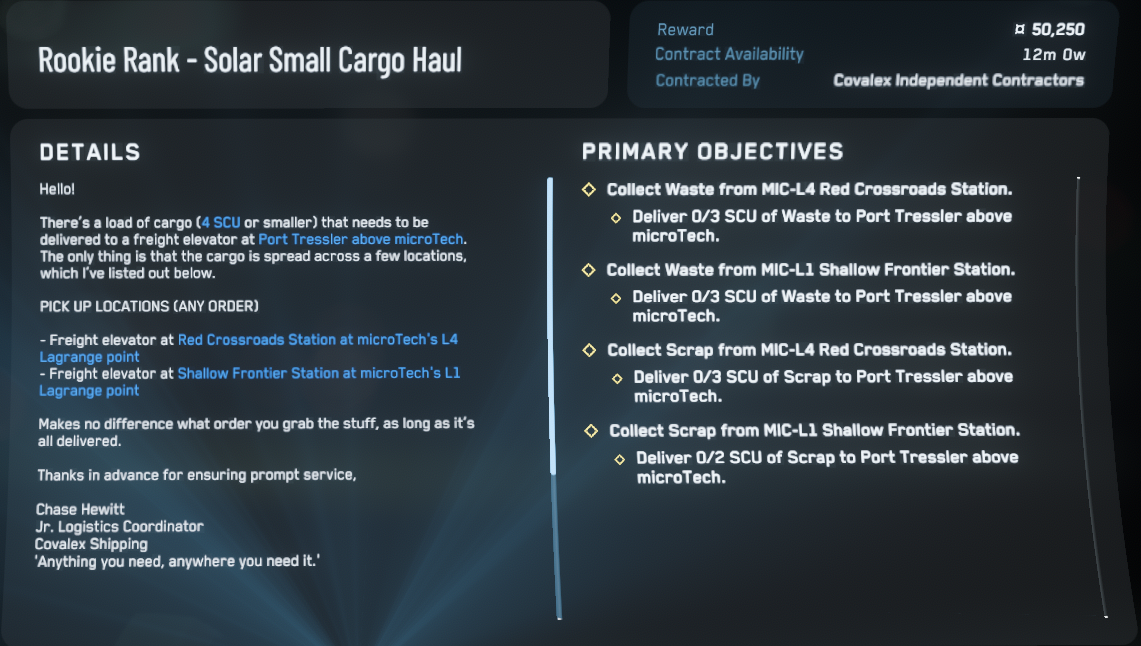 Rookie Rank - Solar Small Cargo Haul
Reward ¤ 50,250
Contract Availability 12m 0w
Contracted By Covalex Independent Contractors
DETAILS
Hello!
There's a load of cargo (4 SCU or smaller) that needs to be
delivered to a freight elevator at Port Tressler above microTech.
The only thing is that the cargo is spread across a few locations,
which I've listed out below.
PICK UP LOCATIONS (ANY ORDER)
- Freight elevator at Red Crossroads Station at microTech's L4
Lagrange point
- Freight elevator at Shallow Frontier Station at microTech's L1
Lagrange point
Makes no difference what order you grab the stuff, as long as it's
all delivered.
Thanks in advance for ensuring prompt service,
Chase Hewitt
Jr. Logistics Coordinator
Covalex Shipping
'Anything you need, anywhere you need it.'
PRIMARY OBJECTIVES
Collect Waste from MIC-L4 Red Crossroads Station.
Deliver 0/3 SCU of Waste to Port Tressler above
microTech.
Collect Waste from MIC-L1 Shallow Frontier Station.
Deliver 0/3 SCU of Waste to Port Tressler above
microTech.
Collect Scrap from MIC-L4 Red Crossroads Station.
Deliver 0/3 SCU of Scrap to Port Tressler above
microTech.
Collect Scrap from MIC-L1 Shallow Frontier Station.
Deliver 0/2 SCU of Scrap to Port Tressler above
microTech.